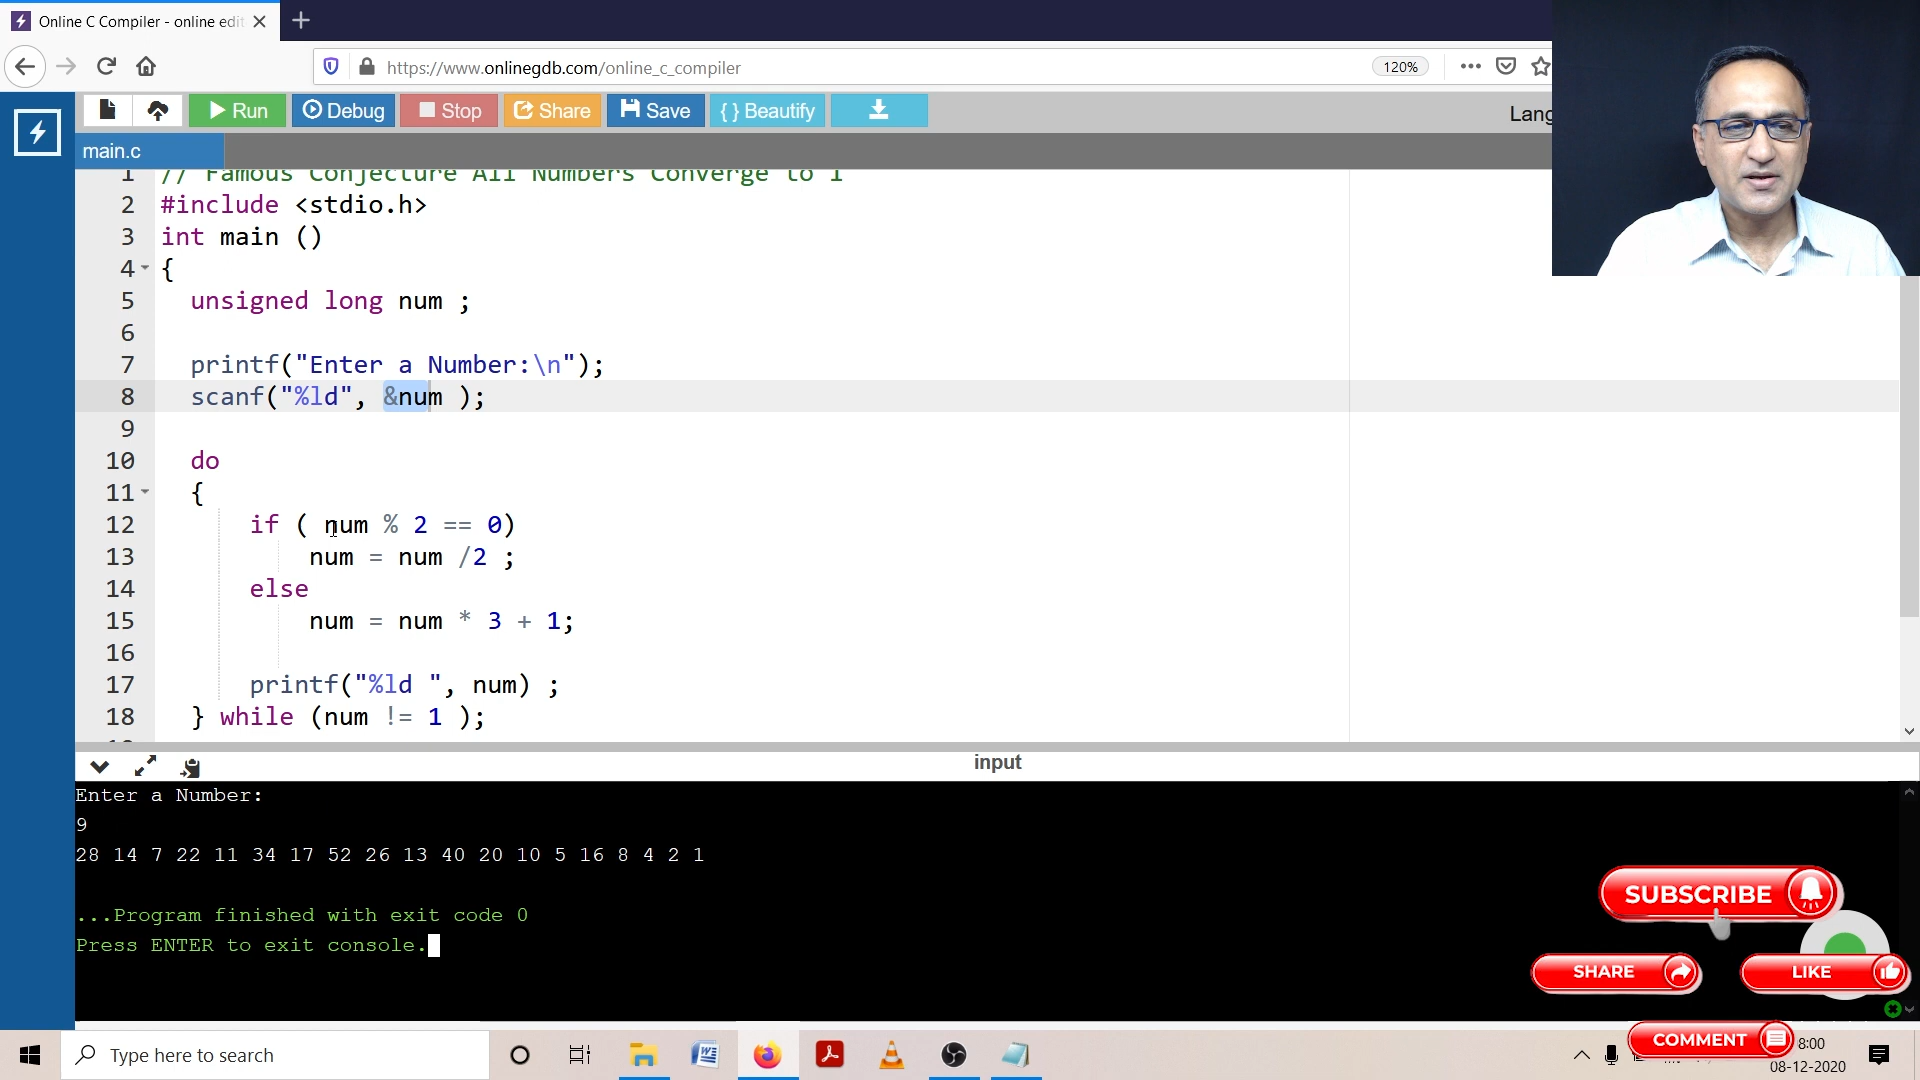 Online C Compiler - online edit
https://www.onlinegdb.com/online_c_compiler
120%
Run
Debug
Stop
Share
Save
{ } Beautify
Lang
main.c
1 // Famous Conjecture All Numbers Converge to 1
2 #include <stdio.h>
3 int main ()
4 {
5 unsigned long num ;
6
7 printf("Enter a Number:\n");
8 scanf("%ld", &num );
9
10 do
11 {
12 if ( num % 2 == 0)
13 num = num /2 ;
14 else
15 num = num * 3 + 1;
16
17 printf("%ld ", num) ;
18 } while (num != 1 );
input
Enter a Number:
9
28 14 7 22 11 34 17 52 26 13 40 20 10 5 16 8 4 2 1
...Program finished with exit code 0
Press ENTER to exit console.
SUBSCRIBE
SHARE
LIKE
COMMENT
Type here to search
8:00
08-12-2020